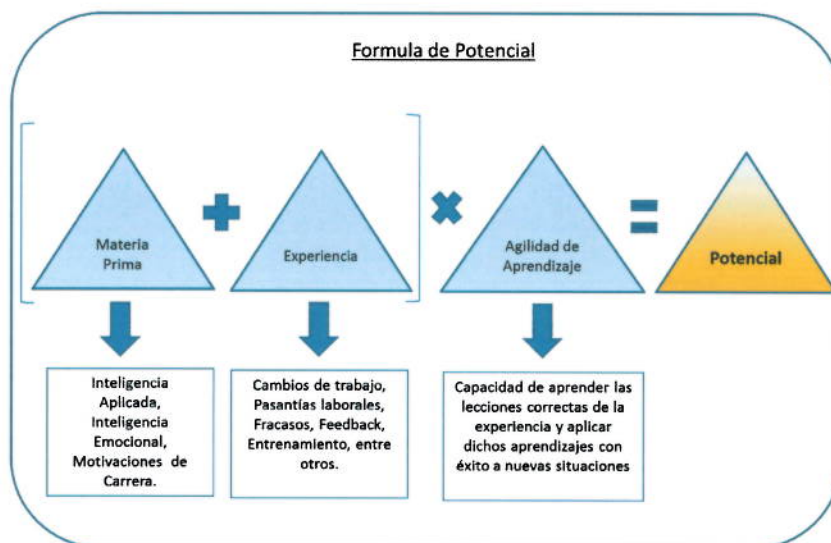 Formula de Potencial
Materia
Prima
Experiencia
Agilidad de
Aprendizaje
Potencial
Inteligencia
Aplicada,
Inteligencia
Emocional,
Motivaciones de
Carrera.
Cambios de trabajo,
Pasantías laborales,
Fracasos, Feedback,
Entrenamiento, entre
otros.
Capacidad de aprender las
lecciones correctas de la
experiencia y aplicar
dichos aprendizajes con
éxito a nuevas situaciones